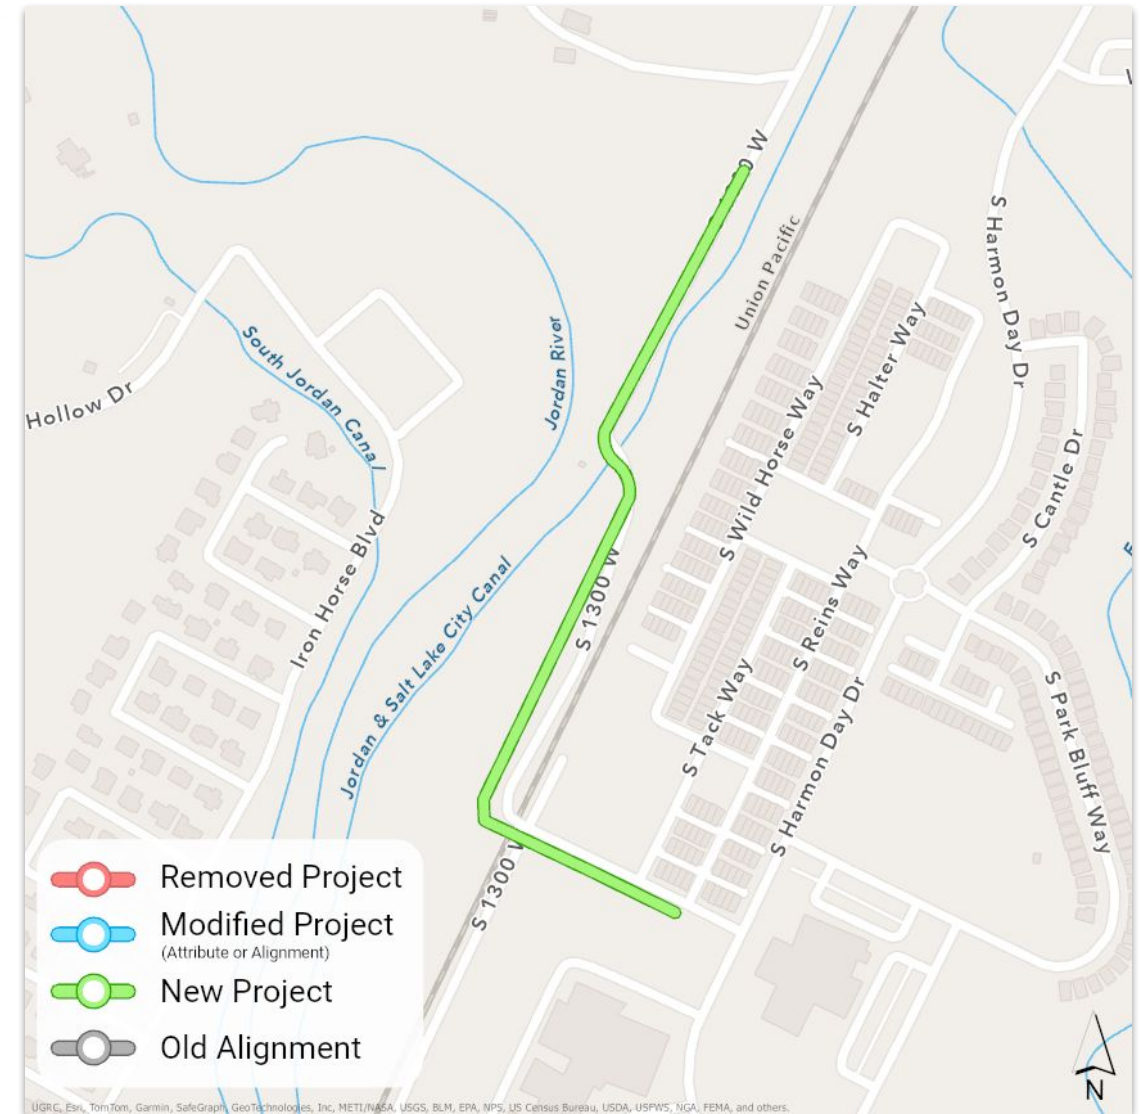 Union Pacific
S Harmon Day Dr
Hollow Dr
South Jordan Canal
Jordan River
S Halter Way
S Wild Horse Way
S Cantle Dr
Iron Horse Blvd
Jordan & Salt Lake City Canal
S 1300 W
S Reins Way
S Tack Way
S Harmon Day Dr
S Park Bluff Way
Removed Project
Modified Project
(Attribute or Alignment)
New Project
Old Alignment
N
UGRC, Esri, TomTom, Garmin, SafeGraph, GeoTechnologies, Inc, METI/NASA, USGS, BLM, EPA, NPS, US Census Bureau, USDA, USFWS, NGA, FEMA, and others.